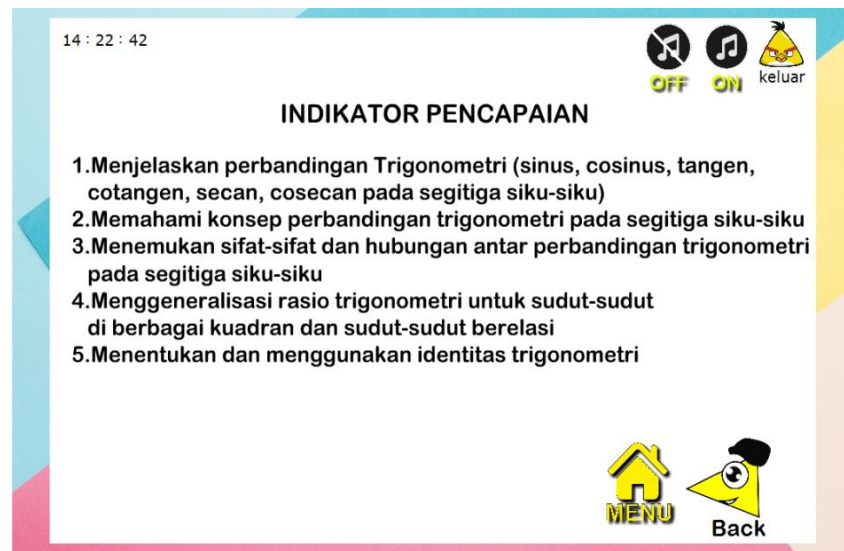 14 : 22 : 42
OFF ON keluar
INDIKATOR PENCAPAIAN
1.Menjelaskan perbandingan Trigonometri (sinus, cosinus, tangen,
cotangen, secan, cosecan pada segitiga siku-siku)
2.Memahami konsep perbandingan trigonometri pada segitiga siku-siku
3.Menemukan sifat-sifat dan hubungan antar perbandingan trigonometri
pada segitiga siku-siku
4.Menggeneralisasi rasio trigonometri untuk sudut-sudut
di berbagai kuadran dan sudut-sudut berelasi
5.Menentukan dan menggunakan identitas trigonometri
MENU
Back